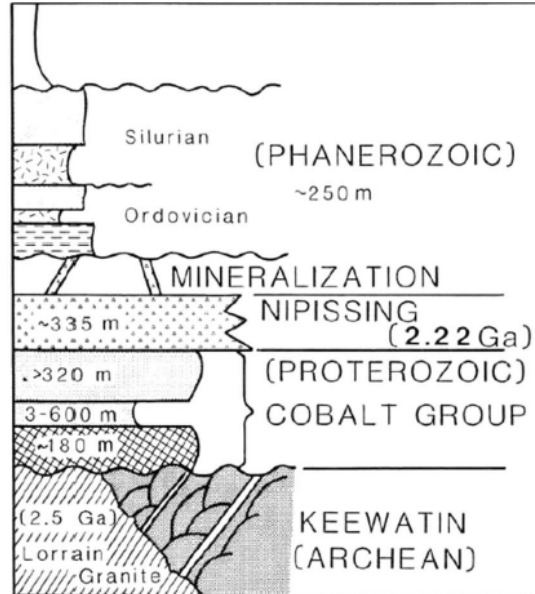 Silurian
(PHANEROZOIC)
~250 m
Ordovician
MINERALIZATION
NIPISSING
~335 m
(2.22 Ga)
>320 m
(PROTEROZOIC)
3-600 m
COBALT GROUP
~180 m
(2.5 Ga)
KEEWATIN
Lorrain
(ARCHEAN)
Granite